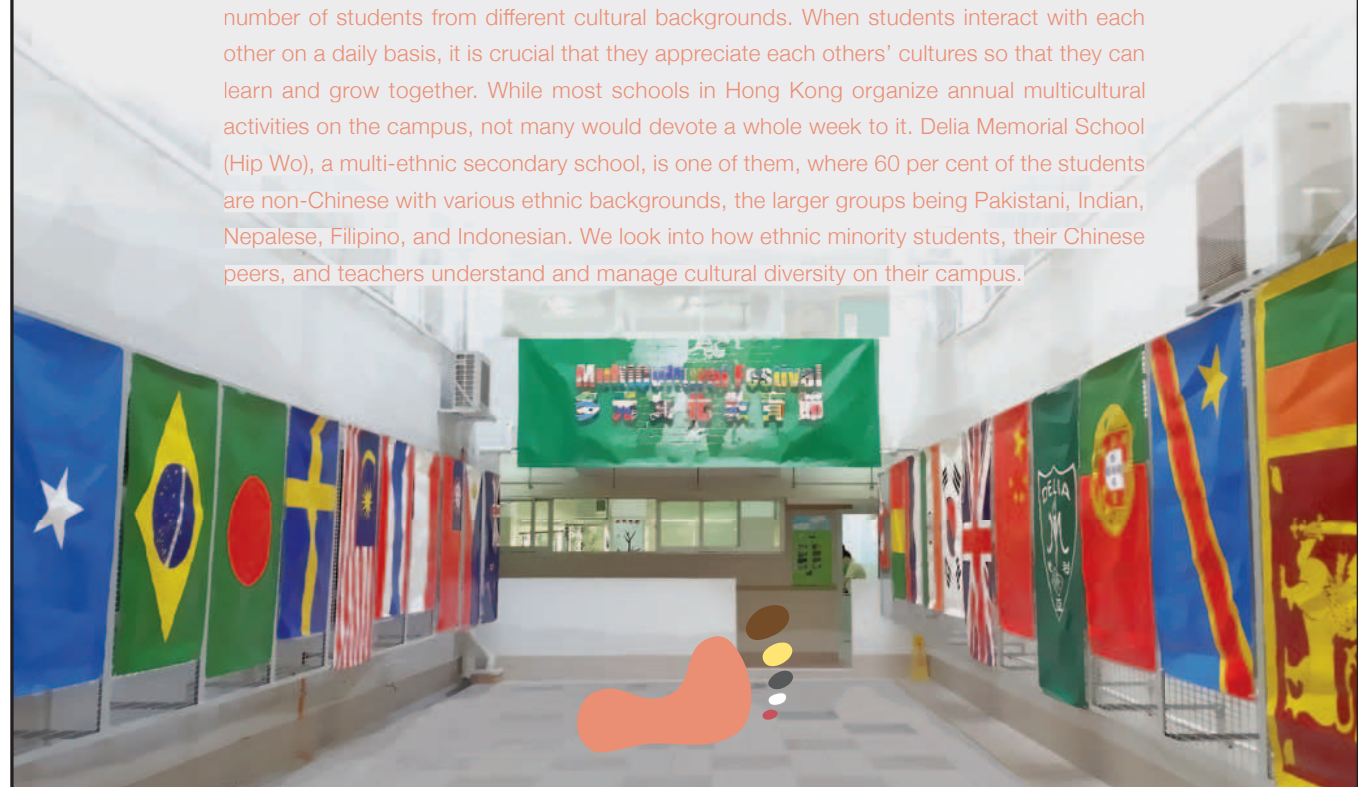 number of students from different cultural backgrounds. When students interact with each
other on a daily basis, it is crucial that they appreciate each others’ cultures so that they can
learn and grow together. While most schools in Hong Kong organize annual multicultural
activities on the campus, not many would devote a whole week to it. Delia Memorial School
(Hip Wo), a multi-ethnic secondary school, is one of them, where 60 per cent of the students
are non-Chinese with various ethnic backgrounds, the larger groups being Pakistani, Indian,
Nepalese, Filipino, and Indonesian. We look into how ethnic minority students, their Chinese
peers, and teachers understand and manage cultural diversity on their campus.
Multicultural Festival
DELIA
M